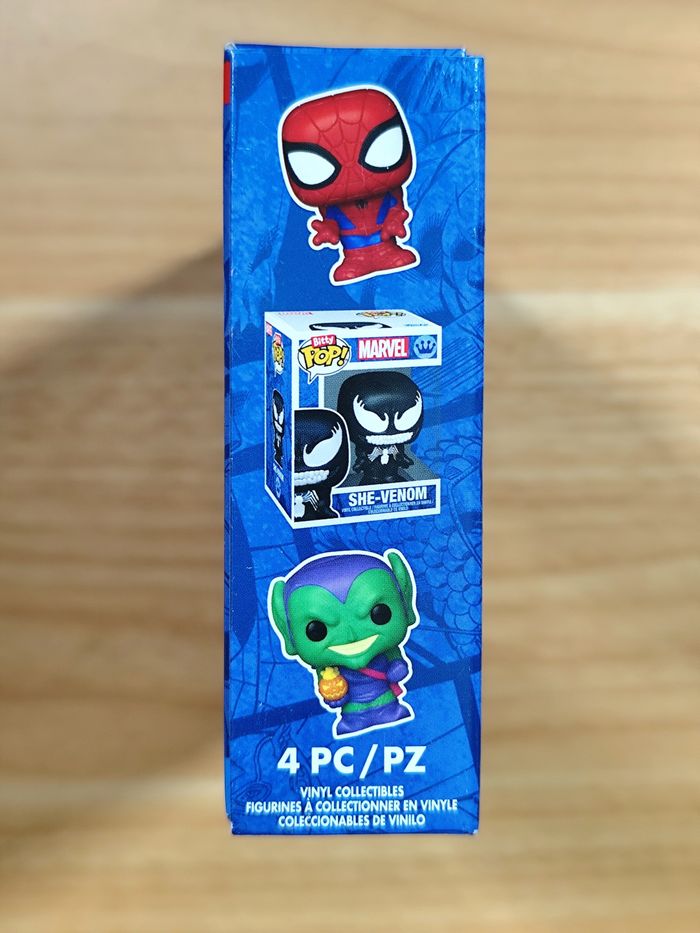 Bitty
POP!
MARVEL
SHE-VENOM
4 PC/PZ
VINYL COLLECTIBLES
FIGURINES À COLLECTIONNER EN VINYLE
COLECCIONABLES DE VINILO